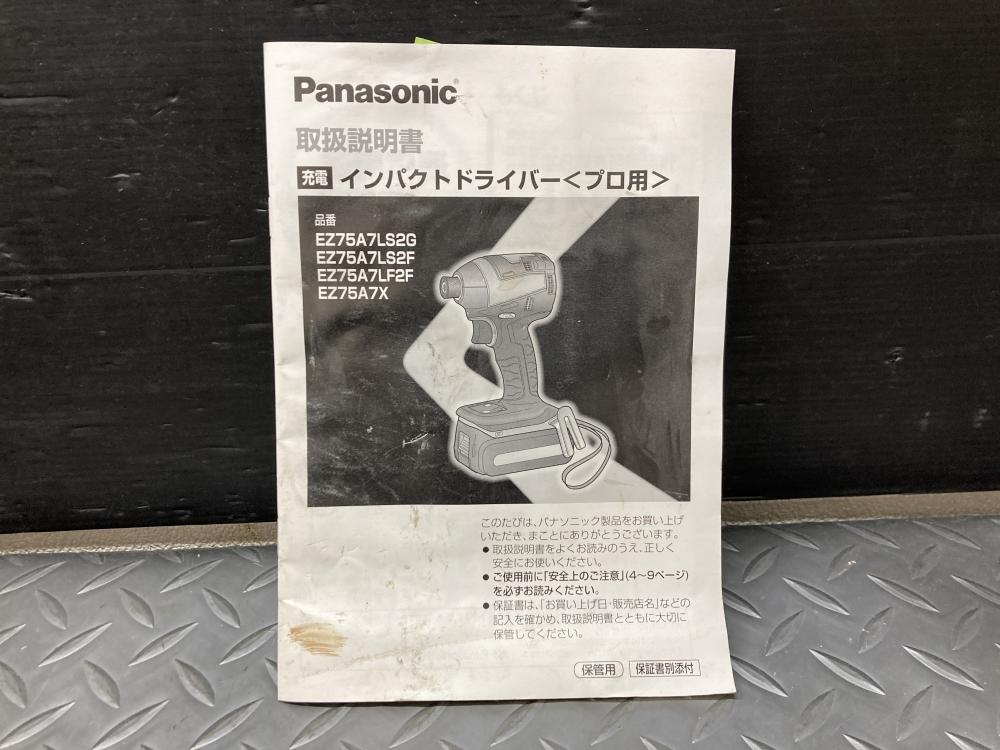 Panasonic®
取扱説明書
充電 インパクトドライバー<プロ用>
品番
EZ75A7LS2G
EZ75A7LS2F
EZ75A7LF2F
EZ75A7X
このたびは、パナソニック製品をお買い上げ
いただき、まことにありがとうございます。
● 取扱説明書をよくお読みのうえ、正しく
安全にお使いください。
● ご使用前に「安全上のご注意」(4~9ページ)
を必ずお読みください。
● 保証書は、「お買い上げ日・販売店名」などの
記入を確かめ、取扱説明書とともに大切に
保管してください。
保管用 保証書別添付